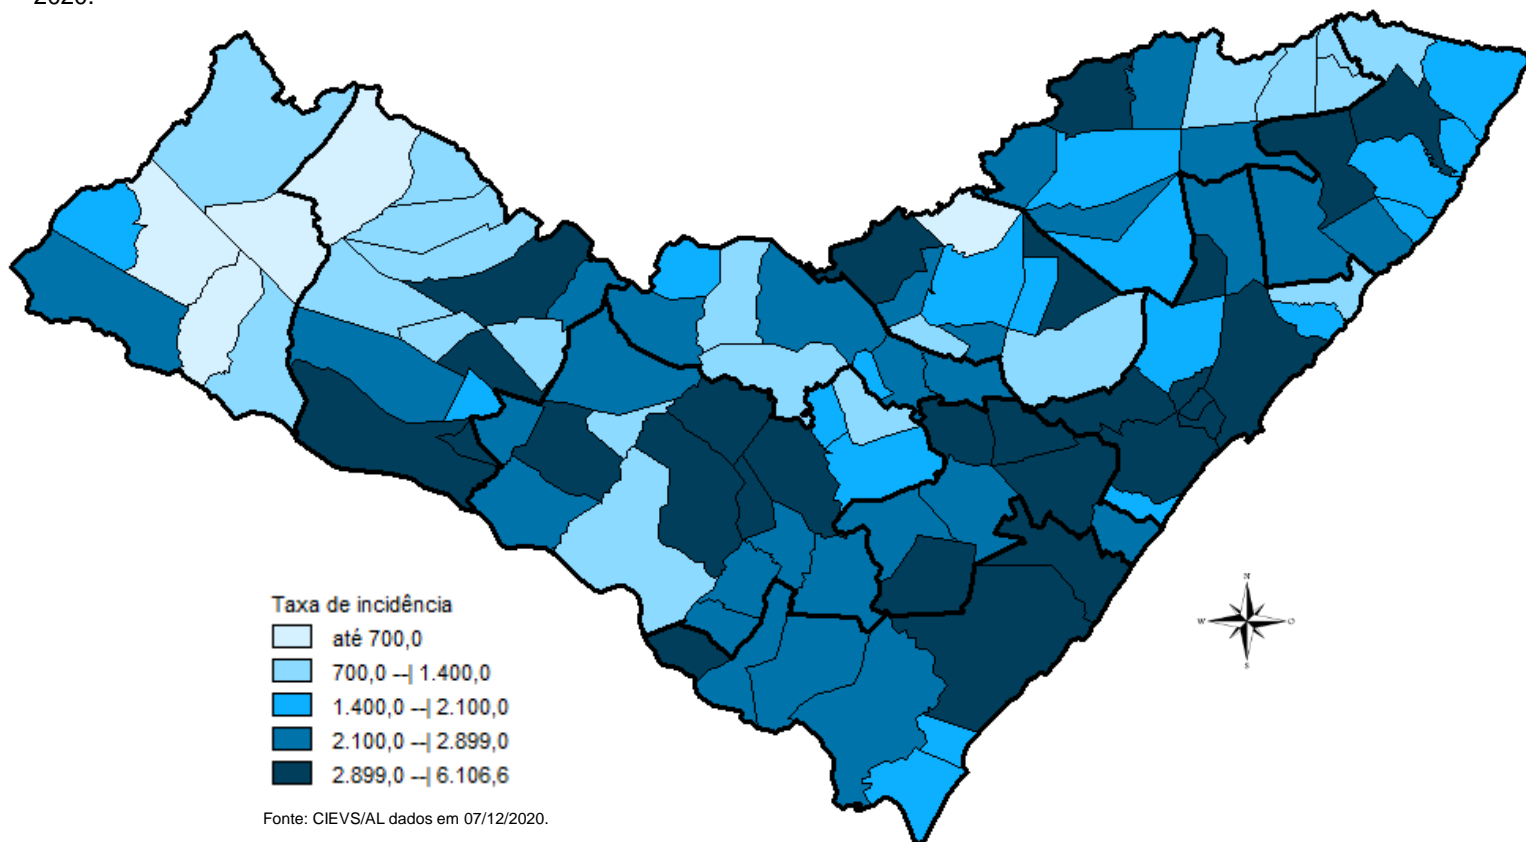 2020.
Taxa de incidência
até 700,0
700,0 --| 1.400,0
1.400,0 --| 2.100,0
2.100,0 --| 2.899,0
2.899,0 --| 6.106,6
Fonte: CIEVS/AL dados em 07/12/2020.
N
W O
S